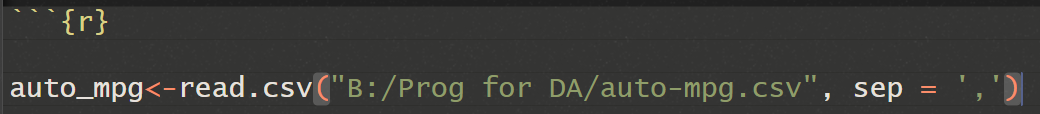 ```{r}
auto_mpg<-read.csv("B:/Prog for DA/auto-mpg.csv", sep = ',')